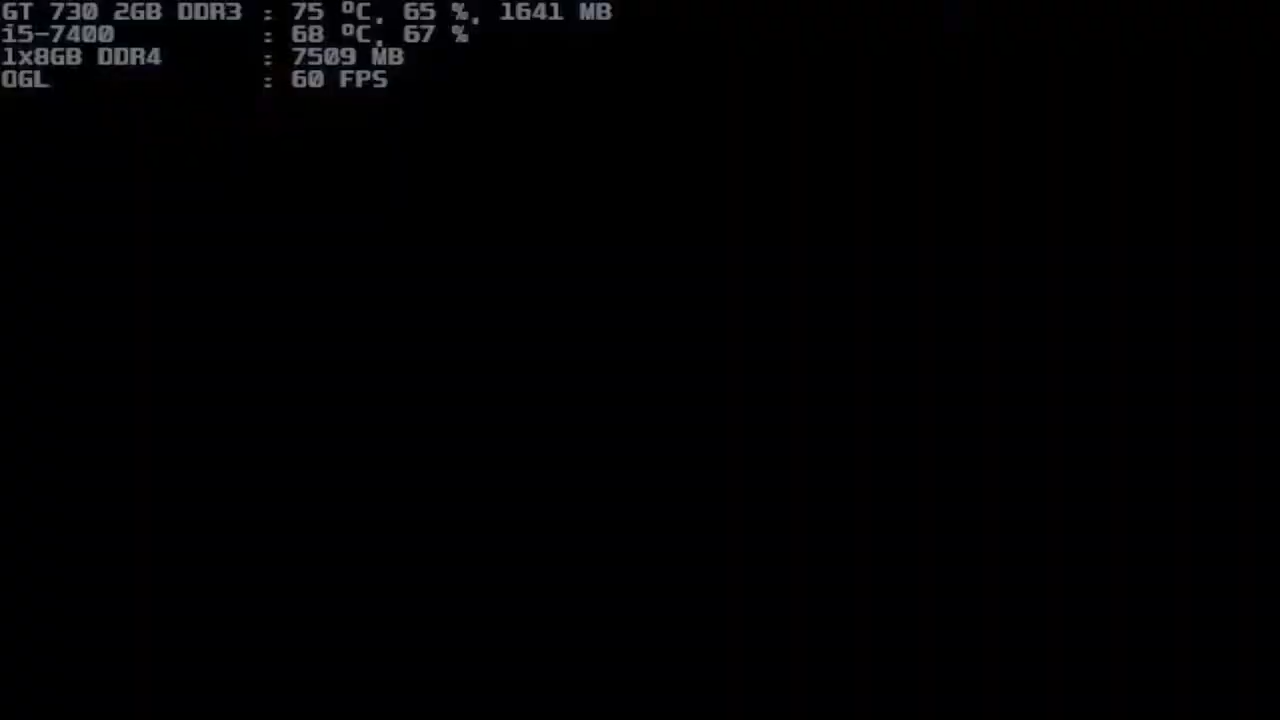 GT 730 2GB DDR3 : 75 ºC, 65 %, 1641 MB
i5-7400 : 68 ºC, 67 %
1x8GB DDR4 : 7509 MB
OGL : 60 FPS